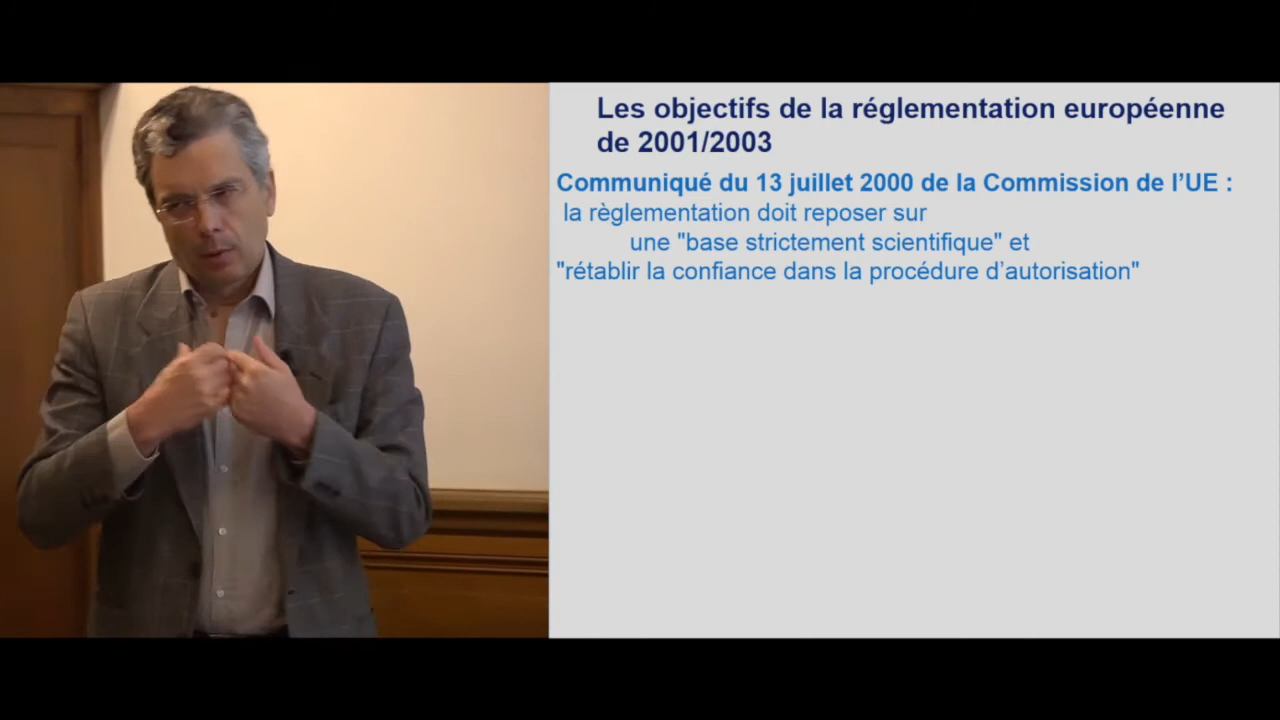 Les objectifs de la réglementation européenne
de 2001/2003
Communiqué du 13 juillet 2000 de la Commission de l'UE :
la règlementation doit reposer sur
une "base strictement scientifique" et
"rétablir la confiance dans la procédure d'autorisation"